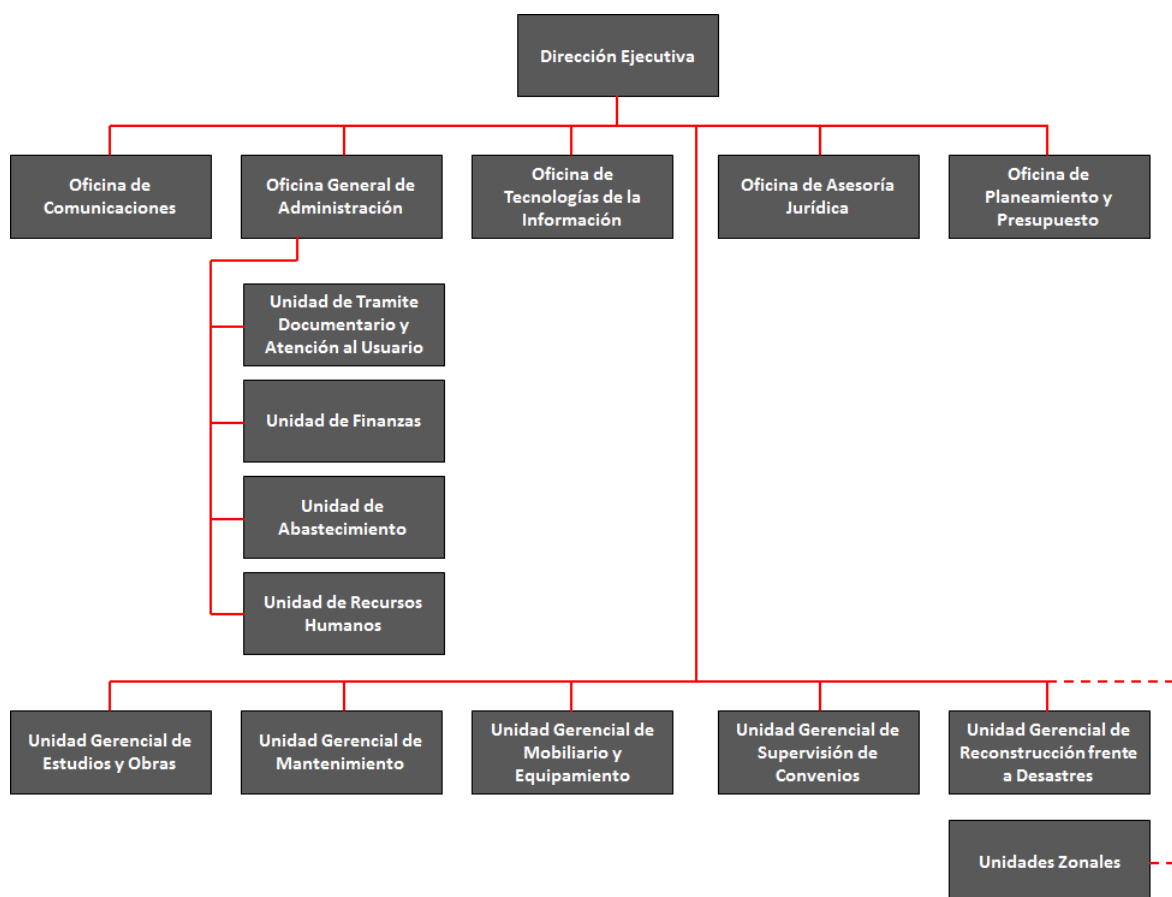 Dirección Ejecutiva
Oficina de
Comunicaciones
Oficina General de
Administración
Oficina de
Tecnologías de la
Información
Oficina de Asesoría
Jurídica
Oficina de
Planeamiento y
Presupuesto
Unidad de Tramite
Documentario y
Atención al Usuario
Unidad de Finanzas
Unidad de
Abastecimiento
Unidad de Recursos
Humanos
Unidad Gerencial de
Estudios y Obras
Unidad Gerencial de
Mantenimiento
Unidad Gerencial de
Mobiliario y
Equipamiento
Unidad Gerencial de
Supervisión de
Convenios
Unidad Gerencial de
Reconstrucción frente
a Desastres
Unidades Zonales